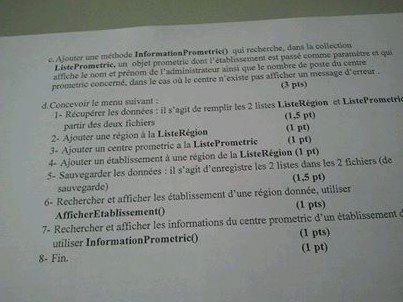 c. Ajouter une méthode InformationPrometric() qui recherche, dans la collection
ListePrometric, un objet prometric dont l'établissement est passé comme paramètre et qui
affiche le nom et prénom de l'administrateur ainsi que le nombre de poste du centre
prometric concerné, dans le cas où le centre n'existe pas afficher un message d'erreur.
(3 pts)
d.Concevoir le menu suivant :
1- Récupérer les données : il s'agit de remplir les 2 listes ListeRégion et ListePrometric
partir des deux fichiers (1,5 pt)
2- Ajouter une région à la ListeRégion (1 pt)
3- Ajouter un centre prometric a la ListePrometric (1 pt)
4- Ajouter un établissement à une région de la ListeRégion (1 pt)
5- Sauvegarder les données : il s'agit d'enregistre les 2 listes dans les 2 fichiers (de
sauvegarde) (1,5 pt)
6- Rechercher et afficher les établissement d'une région donnée, utiliser
AfficherEtablissement() (1 pts)
7- Rechercher et afficher les informations du centre prometric d'un établissement d
utiliser InformationPrometric() (1 pts)
8- Fin. (1 pt)